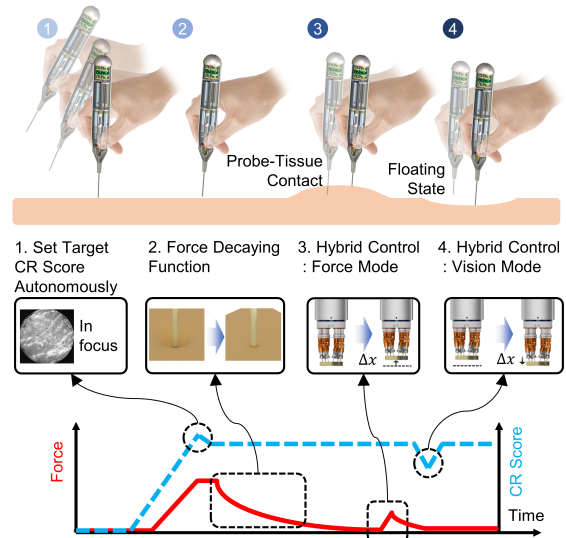 1
2
3
4
Probe-Tissue
Contact
Floating
State
1. Set Target
CR Score
Autonomously
2. Force Decaying
Function
3. Hybrid Control
: Force Mode
4. Hybrid Control
: Vision Mode
In
focus
Δx
Δx
Force
CR Score
Time